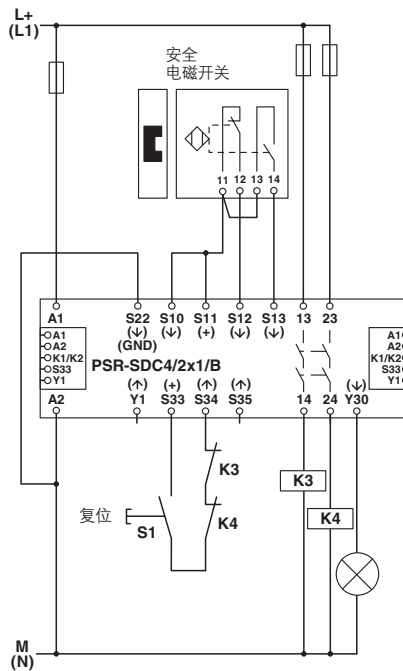 L+
(L1)
安全
电磁开关
11 12 13 14
A1 S22 S10 S11 S12 S13 13 23
(↓) (↓) (+) (↓) (↓)
(GND)
A1
A2
K1/K2
S33
Y1
A1
A2
K1/K2
S33
Y1
PSR-SDC4/2x1/B
(↑) (+) (↑) (↑) (↓)
A2 Y1 S33 S34 S35 14 24 Y30
K3
K3
K4
复位
S1
K4
M
(N)